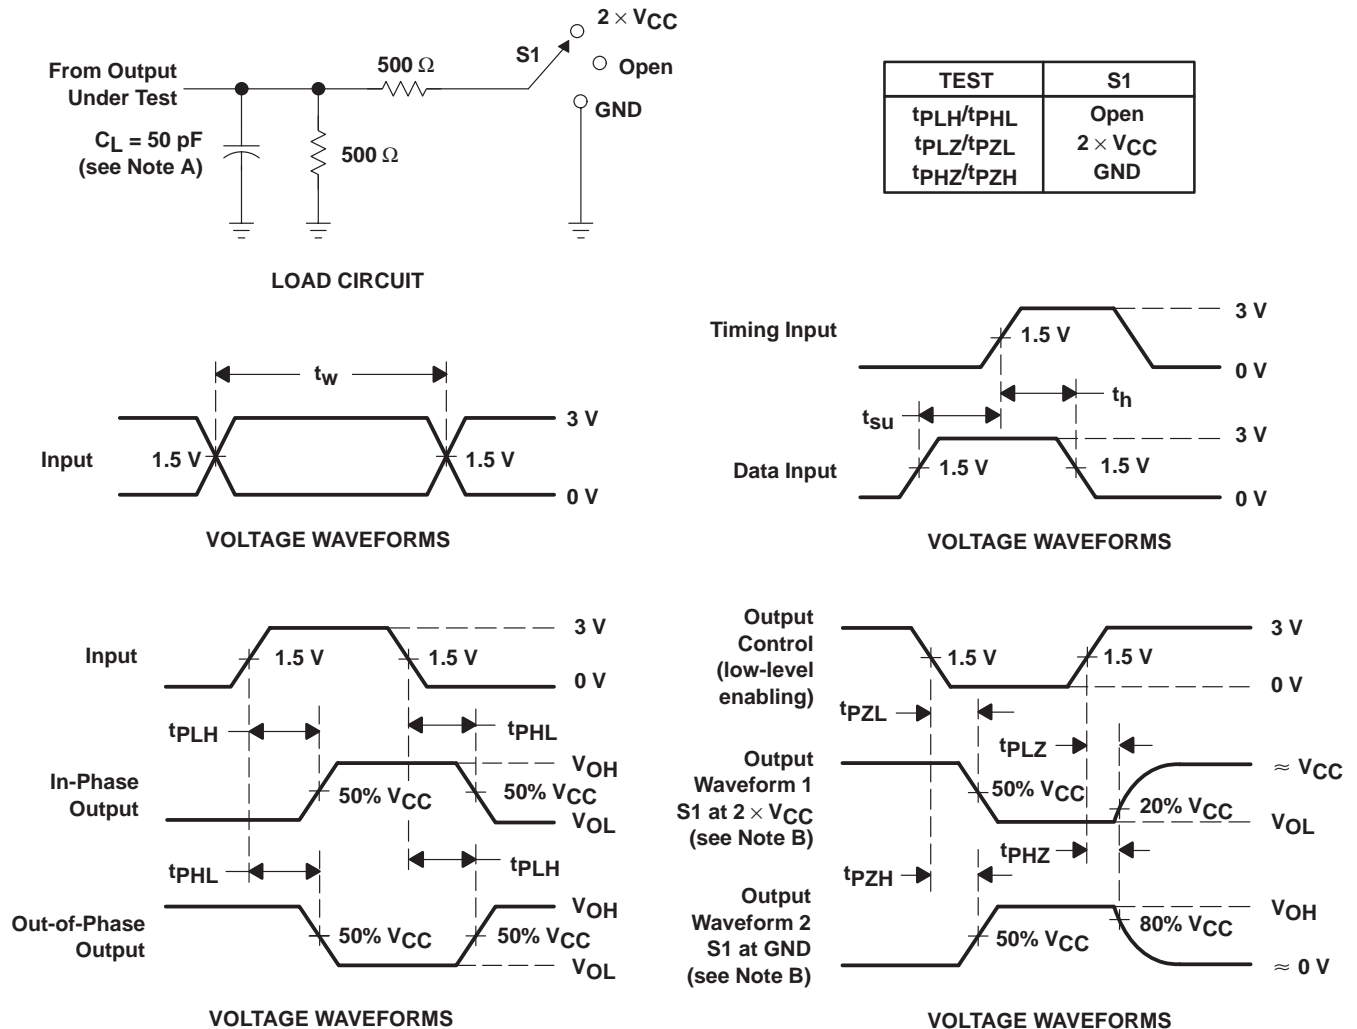 2 × VCC
S1
Open
GND
From Output
Under Test
500 Ω
CL = 50 pF
(see Note A)
500 Ω
LOAD CIRCUIT
TEST S1
tPLH/tPHL Open
tPLZ/tPZL 2 × VCC
tPHZ/tPZH GND
tw
Input
1.5 V
1.5 V
3 V
0 V
VOLTAGE WAVEFORMS
Timing Input
1.5 V
3 V
0 V
tsu
th
Data Input
1.5 V
1.5 V
3 V
0 V
VOLTAGE WAVEFORMS
Input
1.5 V
1.5 V
3 V
0 V
tPLH
tPHL
In-Phase
Output
50% VCC
50% VCC
VOH
VOL
tPHL
tPLH
Out-of-Phase
Output
50% VCC
50% VCC
VOH
VOL
VOLTAGE WAVEFORMS
Output
Control
(low-level
enabling)
1.5 V
1.5 V
3 V
0 V
tPZL
tPLZ
Output
Waveform 1
S1 at 2 × VCC
(see Note B)
50% VCC
20% VCC
≈ VCC
VOL
tPZH
tPHZ
Output
Waveform 2
S1 at GND
(see Note B)
50% VCC
80% VCC
VOH
≈ 0 V
VOLTAGE WAVEFORMS